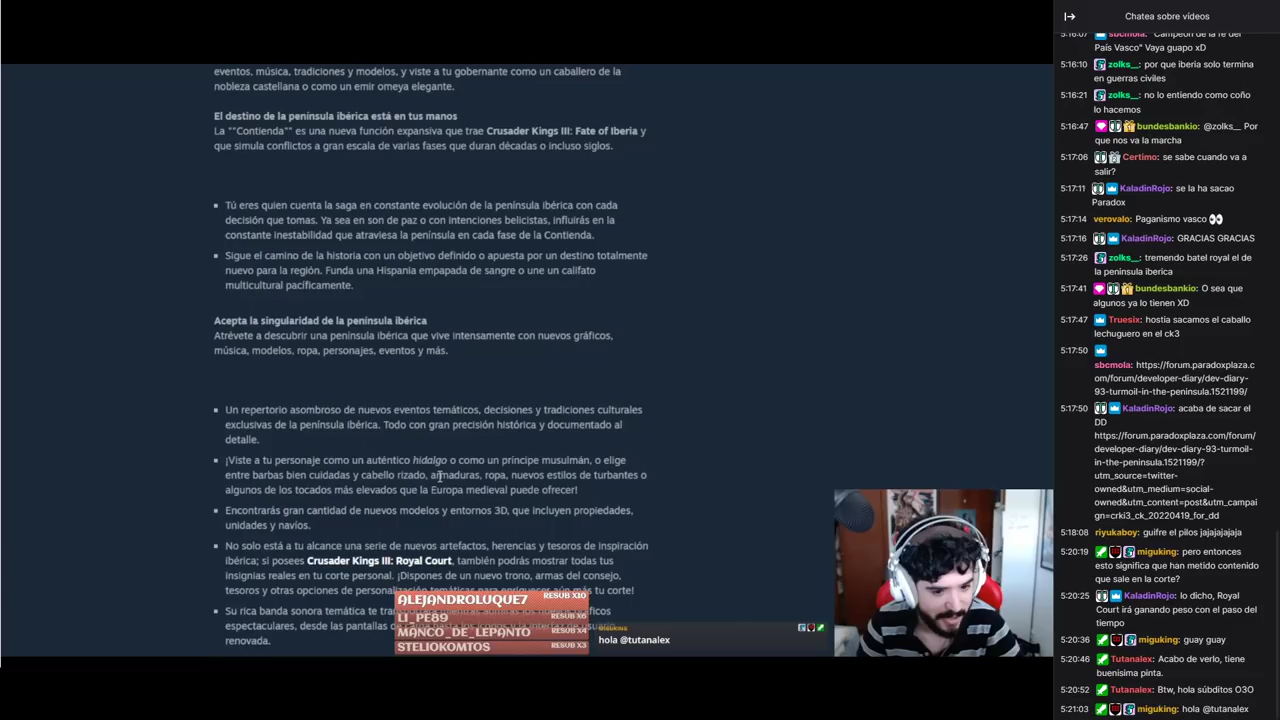 eventos, música, tradiciones y modelos, y viste a tu gobernante como un caballero de la
nobleza castellana o como un emir omeya elegante.
El destino de la península ibérica está en tus manos
La ""Contienda"" es una nueva función expansiva que trae Crusader Kings III: Fate of Iberia y
que simula conflictos a gran escala de varias fases que duran décadas o incluso siglos.
Tú eres quien cuenta la saga en constante evolución de la península ibérica con cada
decisión que tomas. Ya sea en son de paz o con intenciones belicistas, influirás en la
constante inestabilidad que atraviesa la península en cada fase de la Contienda.
Sigue el camino de la historia con un objetivo definido o apuesta por un destino totalmente
nuevo para la región. Funda una Hispania empapada de sangre o une un califato
multicultural pacíficamente.
Acepta la singularidad de la península ibérica
Atrévete a descubrir una península ibérica que vive intensamente con nuevos gráficos,
música, modelos, ropa, personajes, eventos y más.
Un repertorio asombroso de nuevos eventos temáticos, decisiones y tradiciones culturales
exclusivas de la península ibérica. Todo con gran precisión histórica y documentado al
detalle.
¡Viste a tu personaje como un auténtico hidalgo o como un príncipe musulmán, o elige
entre barbas bien cuidadas y cabello rizado, armaduras, ropa, nuevos estilos de turbantes o
algunos de los tocados más elevados que la Europa medieval puede ofrecer!
Encontrarás gran cantidad de nuevos modelos y entornos 3D, que incluyen propiedades,
unidades y navíos.
No solo está a tu alcance una serie de nuevos artefactos, herencias y tesoros de inspiración
ibérica; si posees Crusader Kings III: Royal Court, también podrás mostrar todas tus
insignias reales en tu corte personal. ¡Dispones de un nuevo trono, armas del consejo,
tesoros y otras opciones de
tu corte!
Su rica banda sonora temática te
espectaculares, desde las pantallas de
renovada.
ALEJANDROLUQUE7 RESUB X10
LI_PE89 RESUB X6
MANCO_DE_LEPANTO RESUB X4
STELIOKOMTOS RESUB X3
MIGUKING
hola @tutanalex
Chatea sobre vídeos
5:16:07 sbcmola: "Campeon de la fe del
País Vasco" Vaya guapo xD
5:16:10 zolks__: por que iberia solo termina
en guerras civiles
5:16:21 zolks__: no lo entiendo como coño
lo hacemos
5:16:47 bundesbankio: @zolks__ Por
que nos va la marcha
5:17:06 Certimo: se sabe cuando va a
salir?
5:17:11 KaladinRojo: se la ha sacao
Paradox
5:17:14 verovalo: Paganismo vasco
5:17:16 KaladinRojo: GRACIAS GRACIAS
5:17:26 zolks__: tremendo batel royal el de
la peninsula iberica
5:17:41 bundesbankio: O sea que
algunos ya lo tienen XD
5:17:47 Truesix: hostia sacamos el caballo
lechuguero en el ck3
5:17:50
sbcmola: https://forum.paradoxplaza.c
om/forum/developer-diary/dev-diary-
93-turmoil-in-the-peninsula.1521199/
5:17:50 KaladinRojo: acaba de sacar el
DD
https://forum.paradoxplaza.com/forum/
developer-diary/dev-diary-93-turmoil-
in-the-peninsula.1521199/?
utm_source=twitter-
owned&utm_medium=social-
owned&utm_content=post&utm_campai
gn=crki3_ck_20220419_for_dd
5:18:08 riyukaboy: guifre el pilos jajajajaja
5:20:19 miguking: pero entonces
esto significa que han metido contenido
que sale en la corte?
5:20:25 KaladinRojo: lo dicho, Royal
Court irá ganando peso con el paso del
tiempo
5:20:36 miguking: guay guay
5:20:46 Tutanalex: Acabo de verlo, tiene
buenisima pinta.
5:20:52 Tutanalex: Btw, hola súbditos O3O
5:21:03 miguking: hola @tutanalex